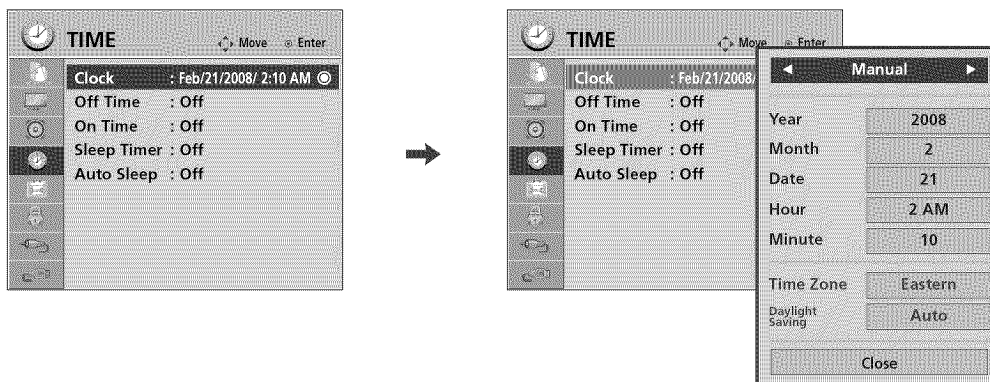 TIME
Move Enter
Clock : Feb/21/2008/ 2:10 AM
Off Time : Off
On Time : Off
Sleep Timer : Off
Auto Sleep : Off
TIME
Move Enter
Clock : Feb/21/2008/
Off Time : Off
On Time : Off
Sleep Timer : Off
Auto Sleep : Off
Manual
Year 2008
Month 2
Date 21
Hour 2 AM
Minute 10
Time Zone Eastern
Daylight
Saving Auto
Close